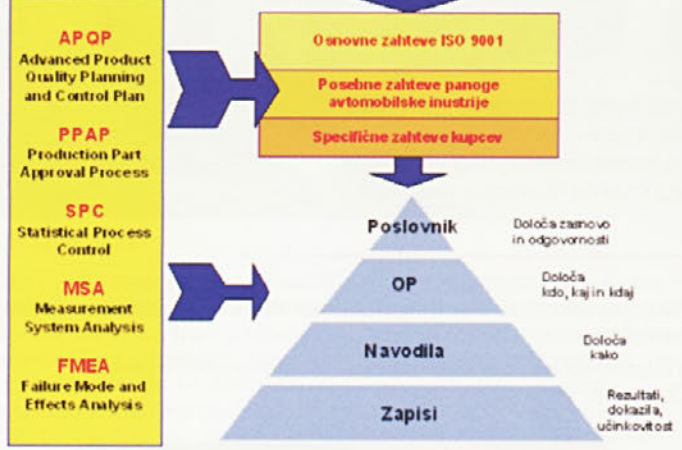 APQP
Advanced Product
Quality Planning
and Control Plan
PPAP
Production Part
Approval Process
SPC
Statistical Process
Control
MSA
Measurement
System Analysis
FMEA
Failure Mode and
Effects Analysis
Osnovne zahteve ISO 9001
Posebne zahteve panoge
avtomobilske inustrije
Specifične zahteve kupcev
Poslovnik
Določa zasnovo
in odgovornosti
OP
Določa
kdo, kaj in kdaj
Navodila
Določa
kako
Zapisi
Rezultati,
dokazila,
učinkovitost